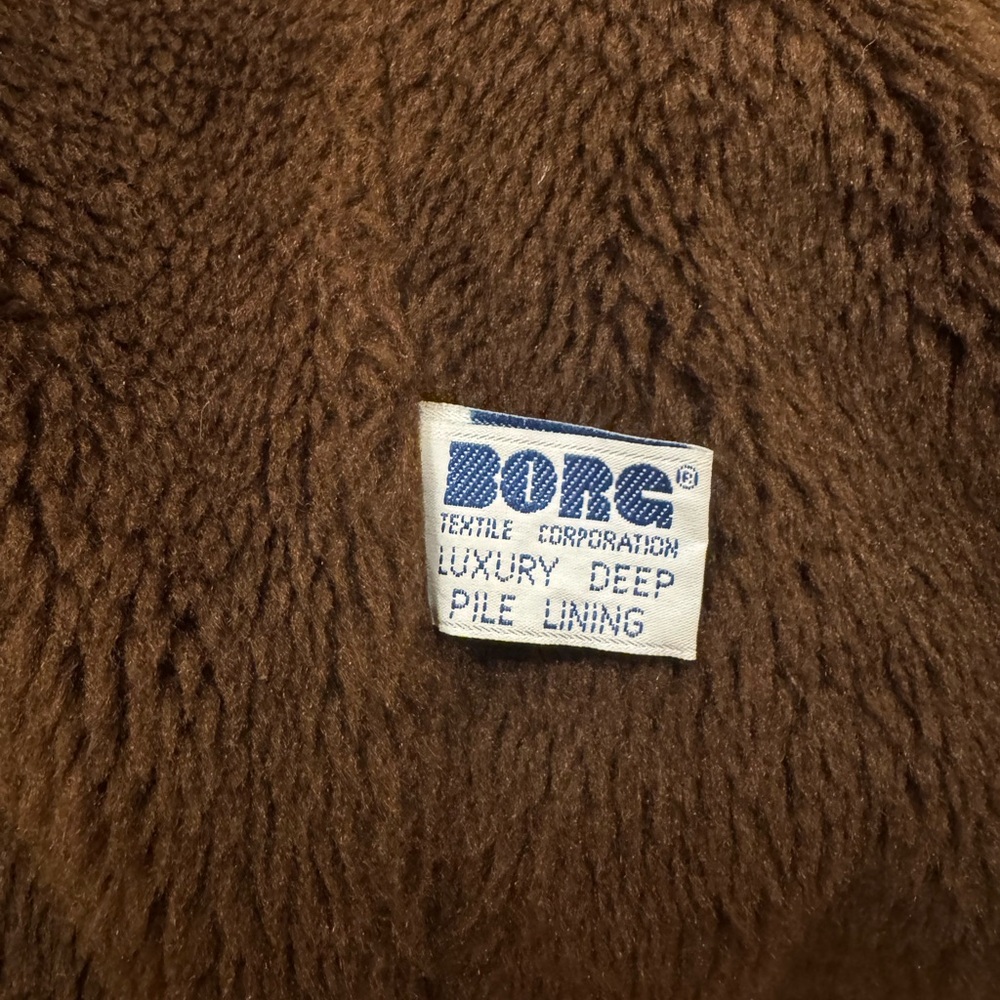 BORG®
TEXTILE CORPORATION
LUXURY DEEP
PILE LINING